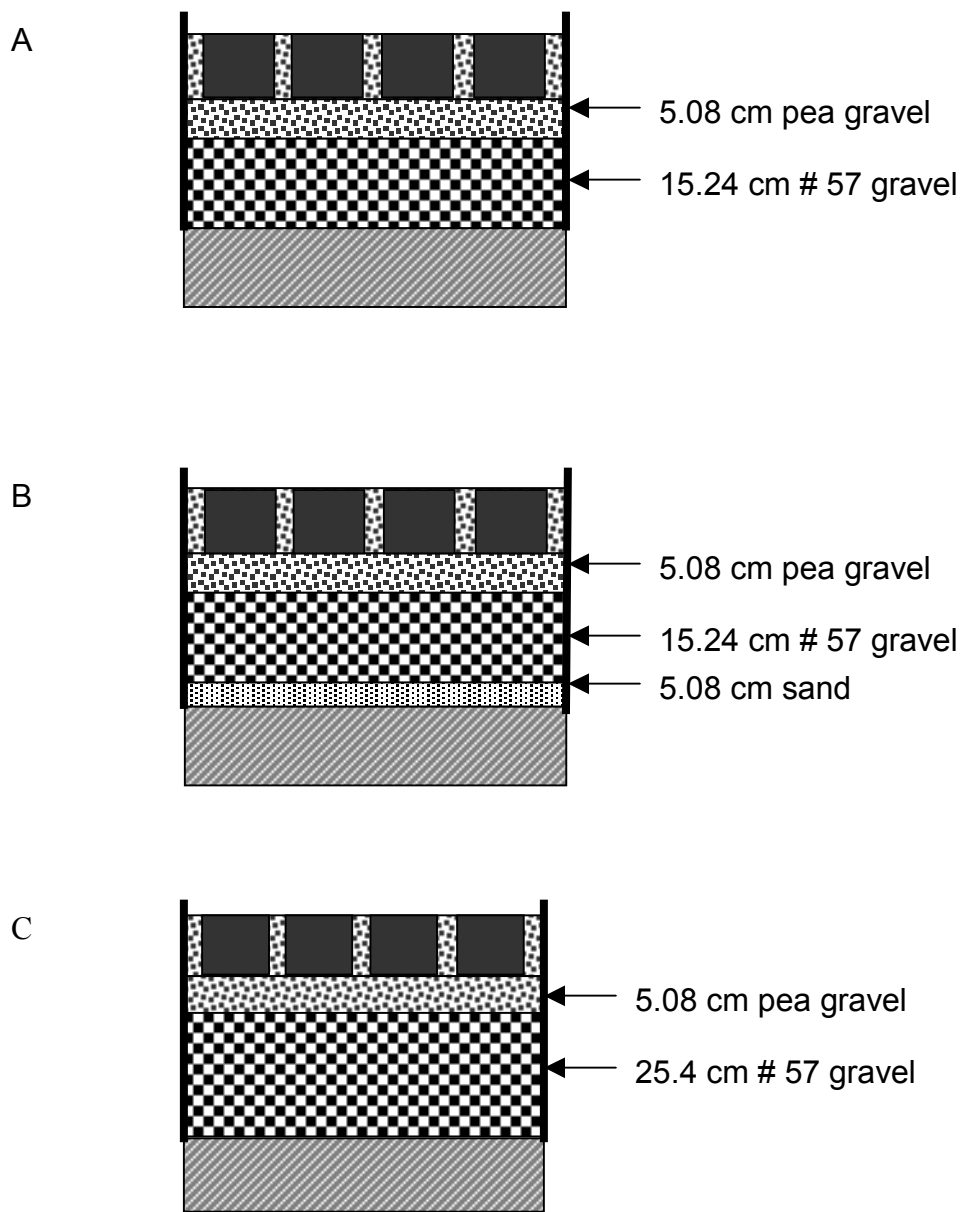 A
5.08 cm pea gravel
15.24 cm # 57 gravel
B
5.08 cm pea gravel
15.24 cm # 57 gravel
5.08 cm sand
C
5.08 cm pea gravel
25.4 cm # 57 gravel